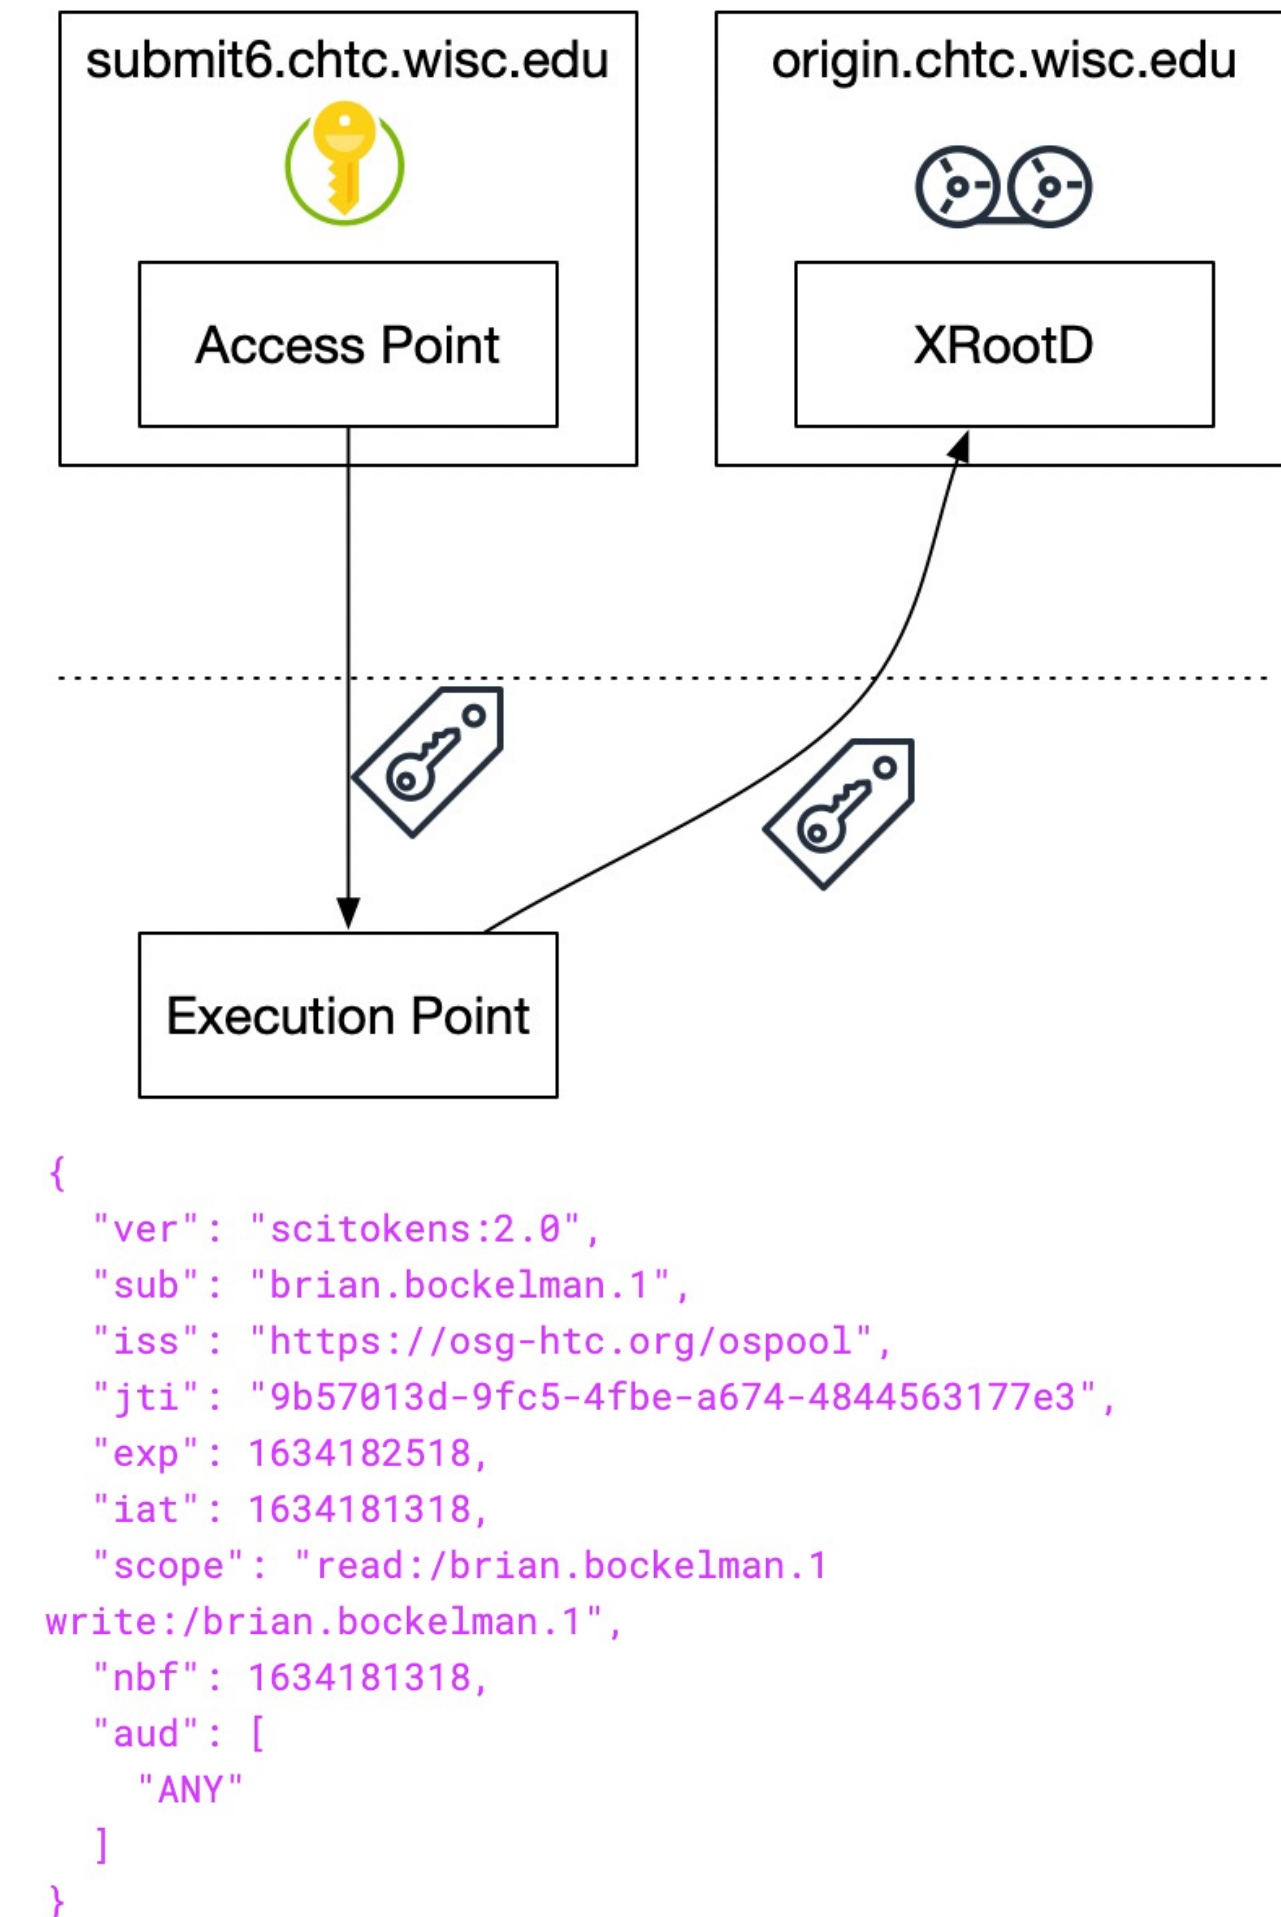 submit6.chtc.wisc.edu
origin.chtc.wisc.edu
Access Point
XRootD
Execution Point
{
"ver": "scitokens:2.0",
"sub": "brian.bockelman.1",
"iss": "https://osg-htc.org/ospool",
"jti": "9b57013d-9fc5-4fbe-a674-4844563177e3",
"exp": 1634182518,
"iat": 1634181318,
"scope": "read:/brian.bockelman.1
write:/brian.bockelman.1",
"nbf": 1634181318,
"aud": [
"ANY"
]
}